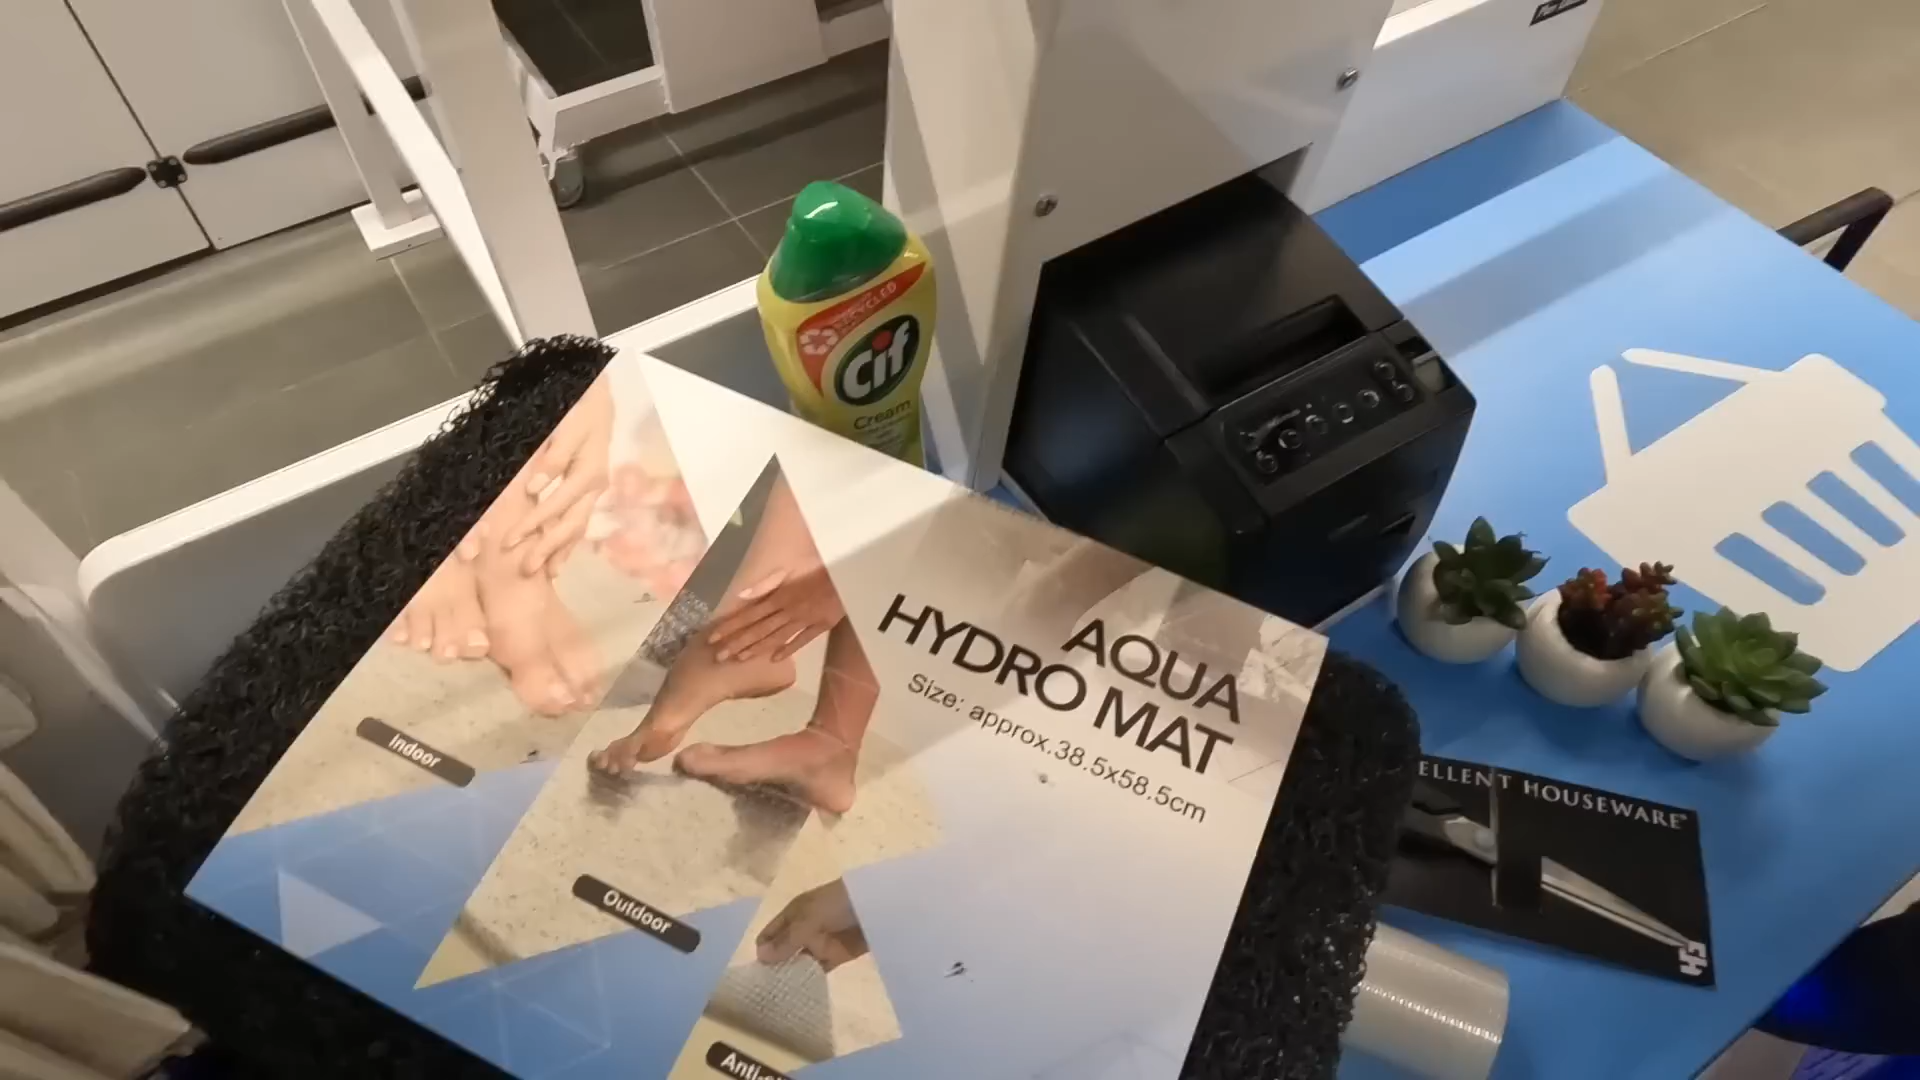 RECYCLED
Cif
Cream
AQUA
HYDRO MAT
Size: approx.38.5x58.5cm
Indoor
Outdoor
ELLENT HOUSEWARE®